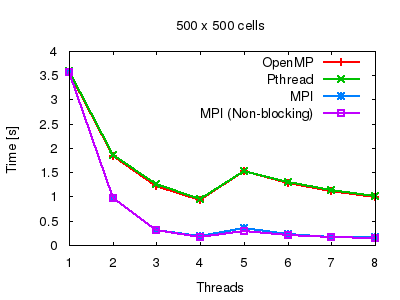 500 x 500 cells
OpenMP
Pthread
MPI
MPI (Non-blocking)
Time [s]
4
3.5
3
2.5
2
1.5
1
0.5
0
1 2 3 4 5 6 7 8
Threads